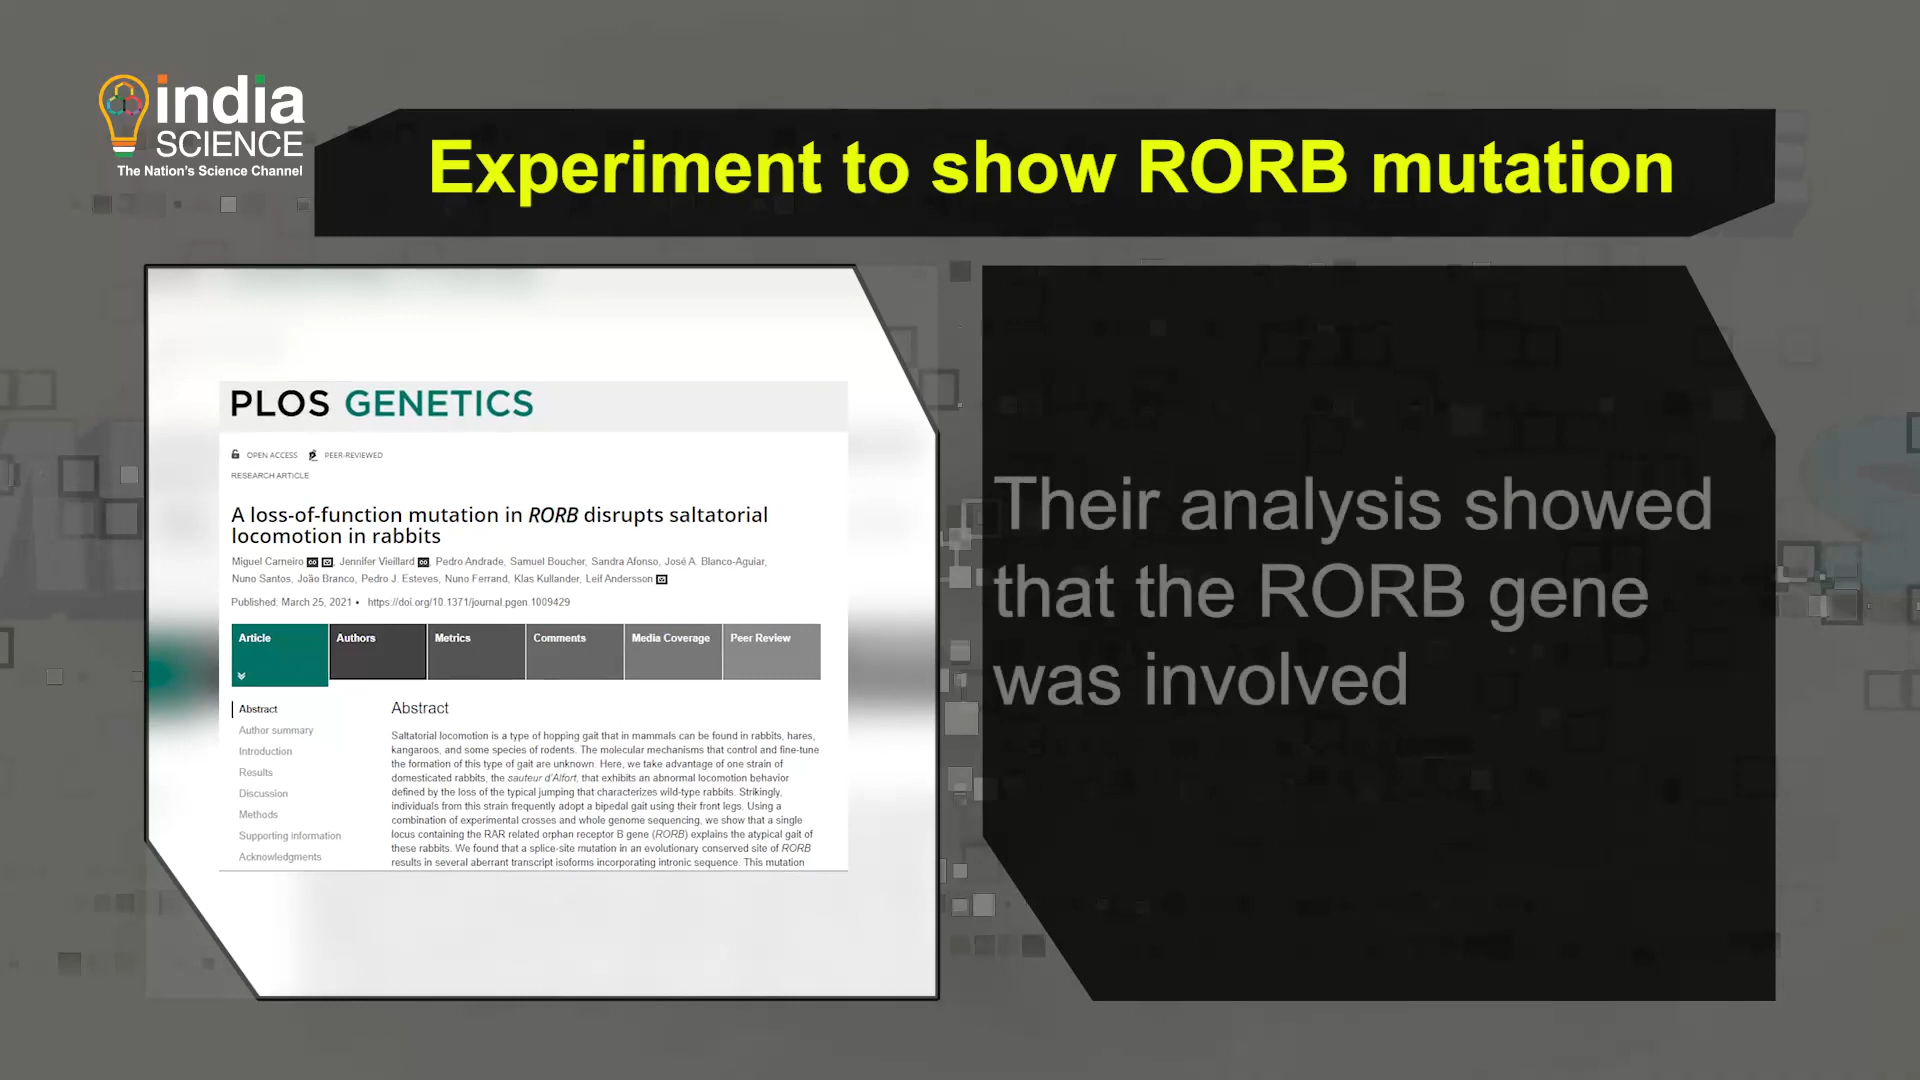 india
SCIENCE
The Nation's Science Channel
Experiment to show RORB mutation
PLOS GENETICS
OPEN ACCESS PEER-REVIEWED
RESEARCH ARTICLE
A loss-of-function mutation in RORB disrupts saltatorial
locomotion in rabbits
Miguel Carneiro, Jennifer Vieillard, Pedro Andrade, Samuel Boucher, Sandra Afonso, José A. Blanco-Aguiar,
Nuno Santos, João Branco, Pedro J. Esteves, Nuno Ferrand, Klas Kullander, Leif Andersson
Published: March 25, 2021 • https://doi.org/10.1371/journal.pgen.1009429
Article Authors Metrics Comments Media Coverage Peer Review
Abstract
Author summary
Introduction
Results
Discussion
Methods
Supporting information
Acknowledgments
Abstract
Saltatorial locomotion is a type of hopping gait that in mammals can be found in rabbits, hares,
kangaroos, and some species of rodents. The molecular mechanisms that control and fine-tune
the formation of this type of gait are unknown. Here, we take advantage of one strain of
domesticated rabbits, the sauteur d'Alfort, that exhibits an abnormal locomotion behavior
defined by the loss of the typical jumping that characterizes wild-type rabbits. Strikingly,
individuals from this strain frequently adopt a bipedal gait using their front legs. Using a
combination of experimental crosses and whole genome sequencing, we show that a single
locus containing the RAR related orphan receptor B gene (RORB) explains the atypical gait of
these rabbits. We found that a splice-site mutation in an evolutionary conserved site of RORB
results in several aberrant transcript isoforms incorporating intronic sequence. This mutation
Their analysis showed
that the RORB gene
was involved